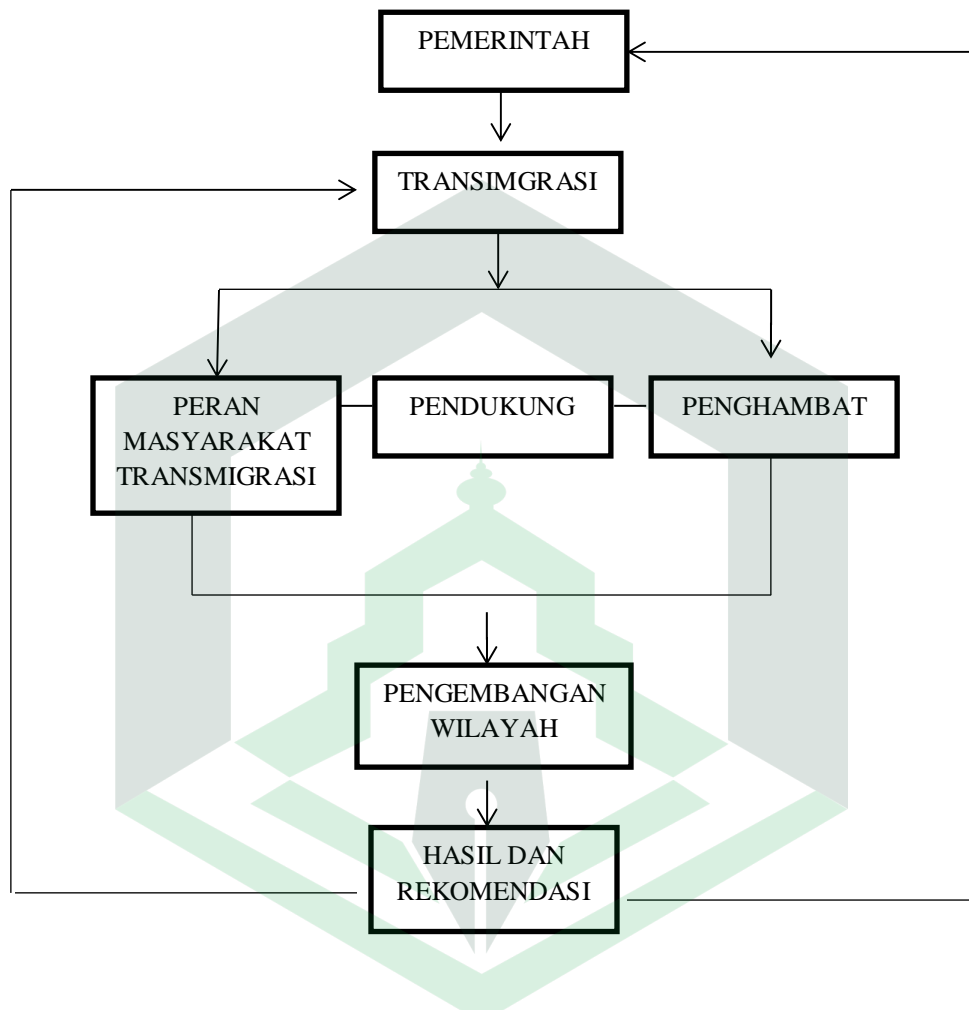 PEMERINTAH
TRANSIMGRASI
PERAN
MASYARAKAT
TRANSMIGRASI
PENDUKUNG
PENGHAMBAT
PENGEMBANGAN
WILAYAH
HASIL DAN
REKOMENDASI